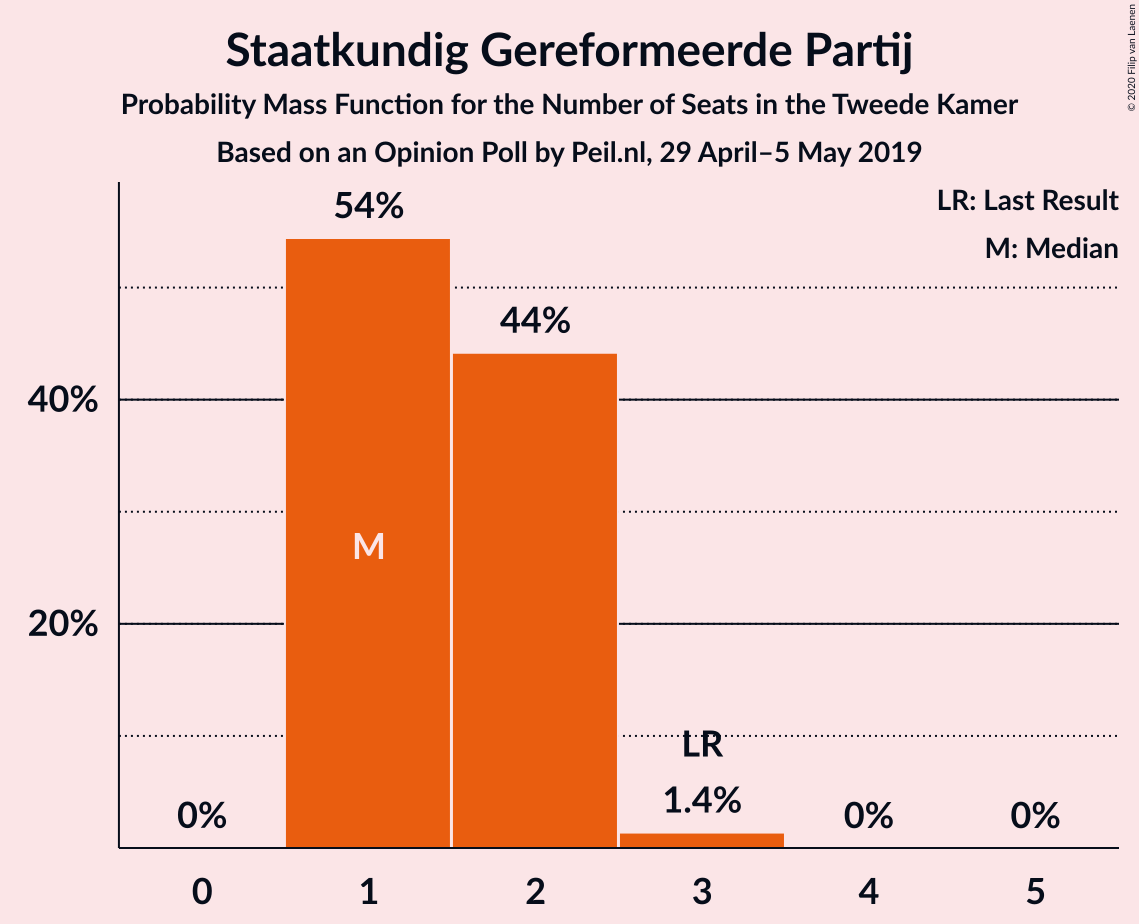 Staatkundig Gereformeerde Partij
Probability Mass Function for the Number of Seats in the Tweede Kamer
Based on an Opinion Poll by Peil.nl, 29 April–5 May 2019
© 2020 Filip van Laenen
LR: Last Result
M: Median
54%
44%
40%
M
20%
LR
0%
1.4%
0%
0%
0 1 2 3 4 5